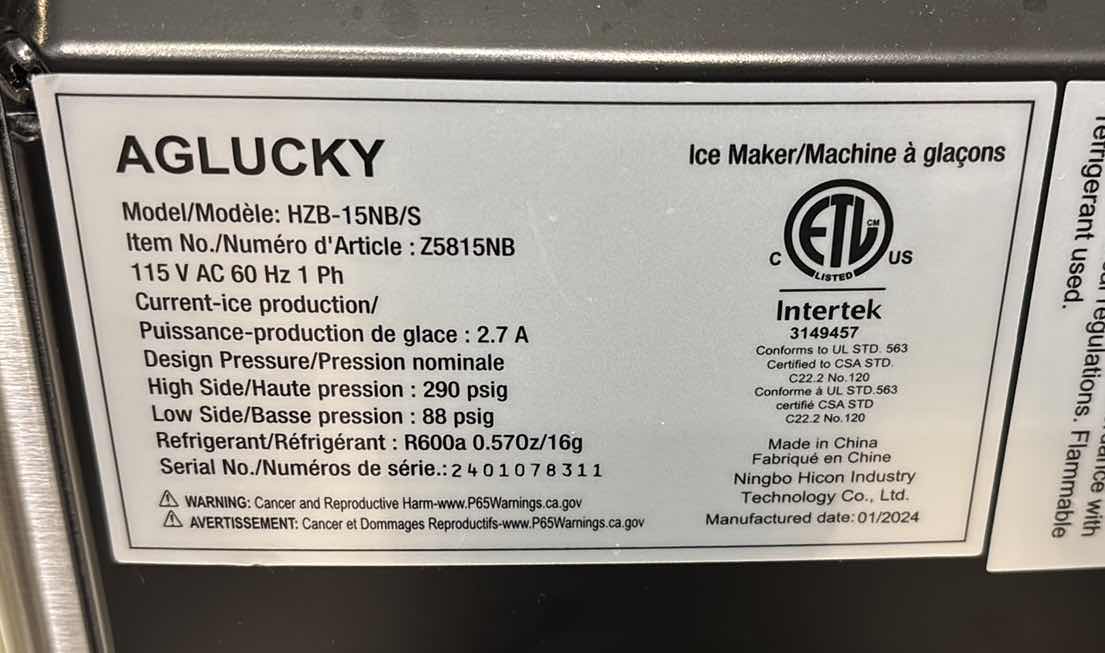 AGLUCKY
Ice Maker/Machine à glaçons
Model/Modèle: HZB-15NB/S
Item No./Numéro d'Article : Z5815NB
115 V AC 60 Hz 1 Ph
Current-ice production/
Puissance-production de glace : 2.7 A
Design Pressure/Pression nominale
High Side/Haute pression : 290 psig
Low Side/Basse pression : 88 psig
Refrigerant/Réfrigérant : R600a 0.57Oz/16g
Serial No./Numéros de série.: 2401078311
WARNING: Cancer and Reproductive Harm-www.P65Warnings.ca.gov
AVERTISSEMENT: Cancer et Dommages Reproductifs-www.P65Warnings.ca.gov
ETL CM
C US
LISTED
Intertek
3149457
Conforms to UL STD. 563
Certified to CSA STD.
C22.2 No.120
Conforme à UL STD.563
certifié CSA STD
C22.2 No.120
Made in China
Fabriqué en Chine
Ningbo Hicon Industry
Technology Co., Ltd.
Manufactured date: 01/2024
with
regulations. Flammable
refrigerant used.